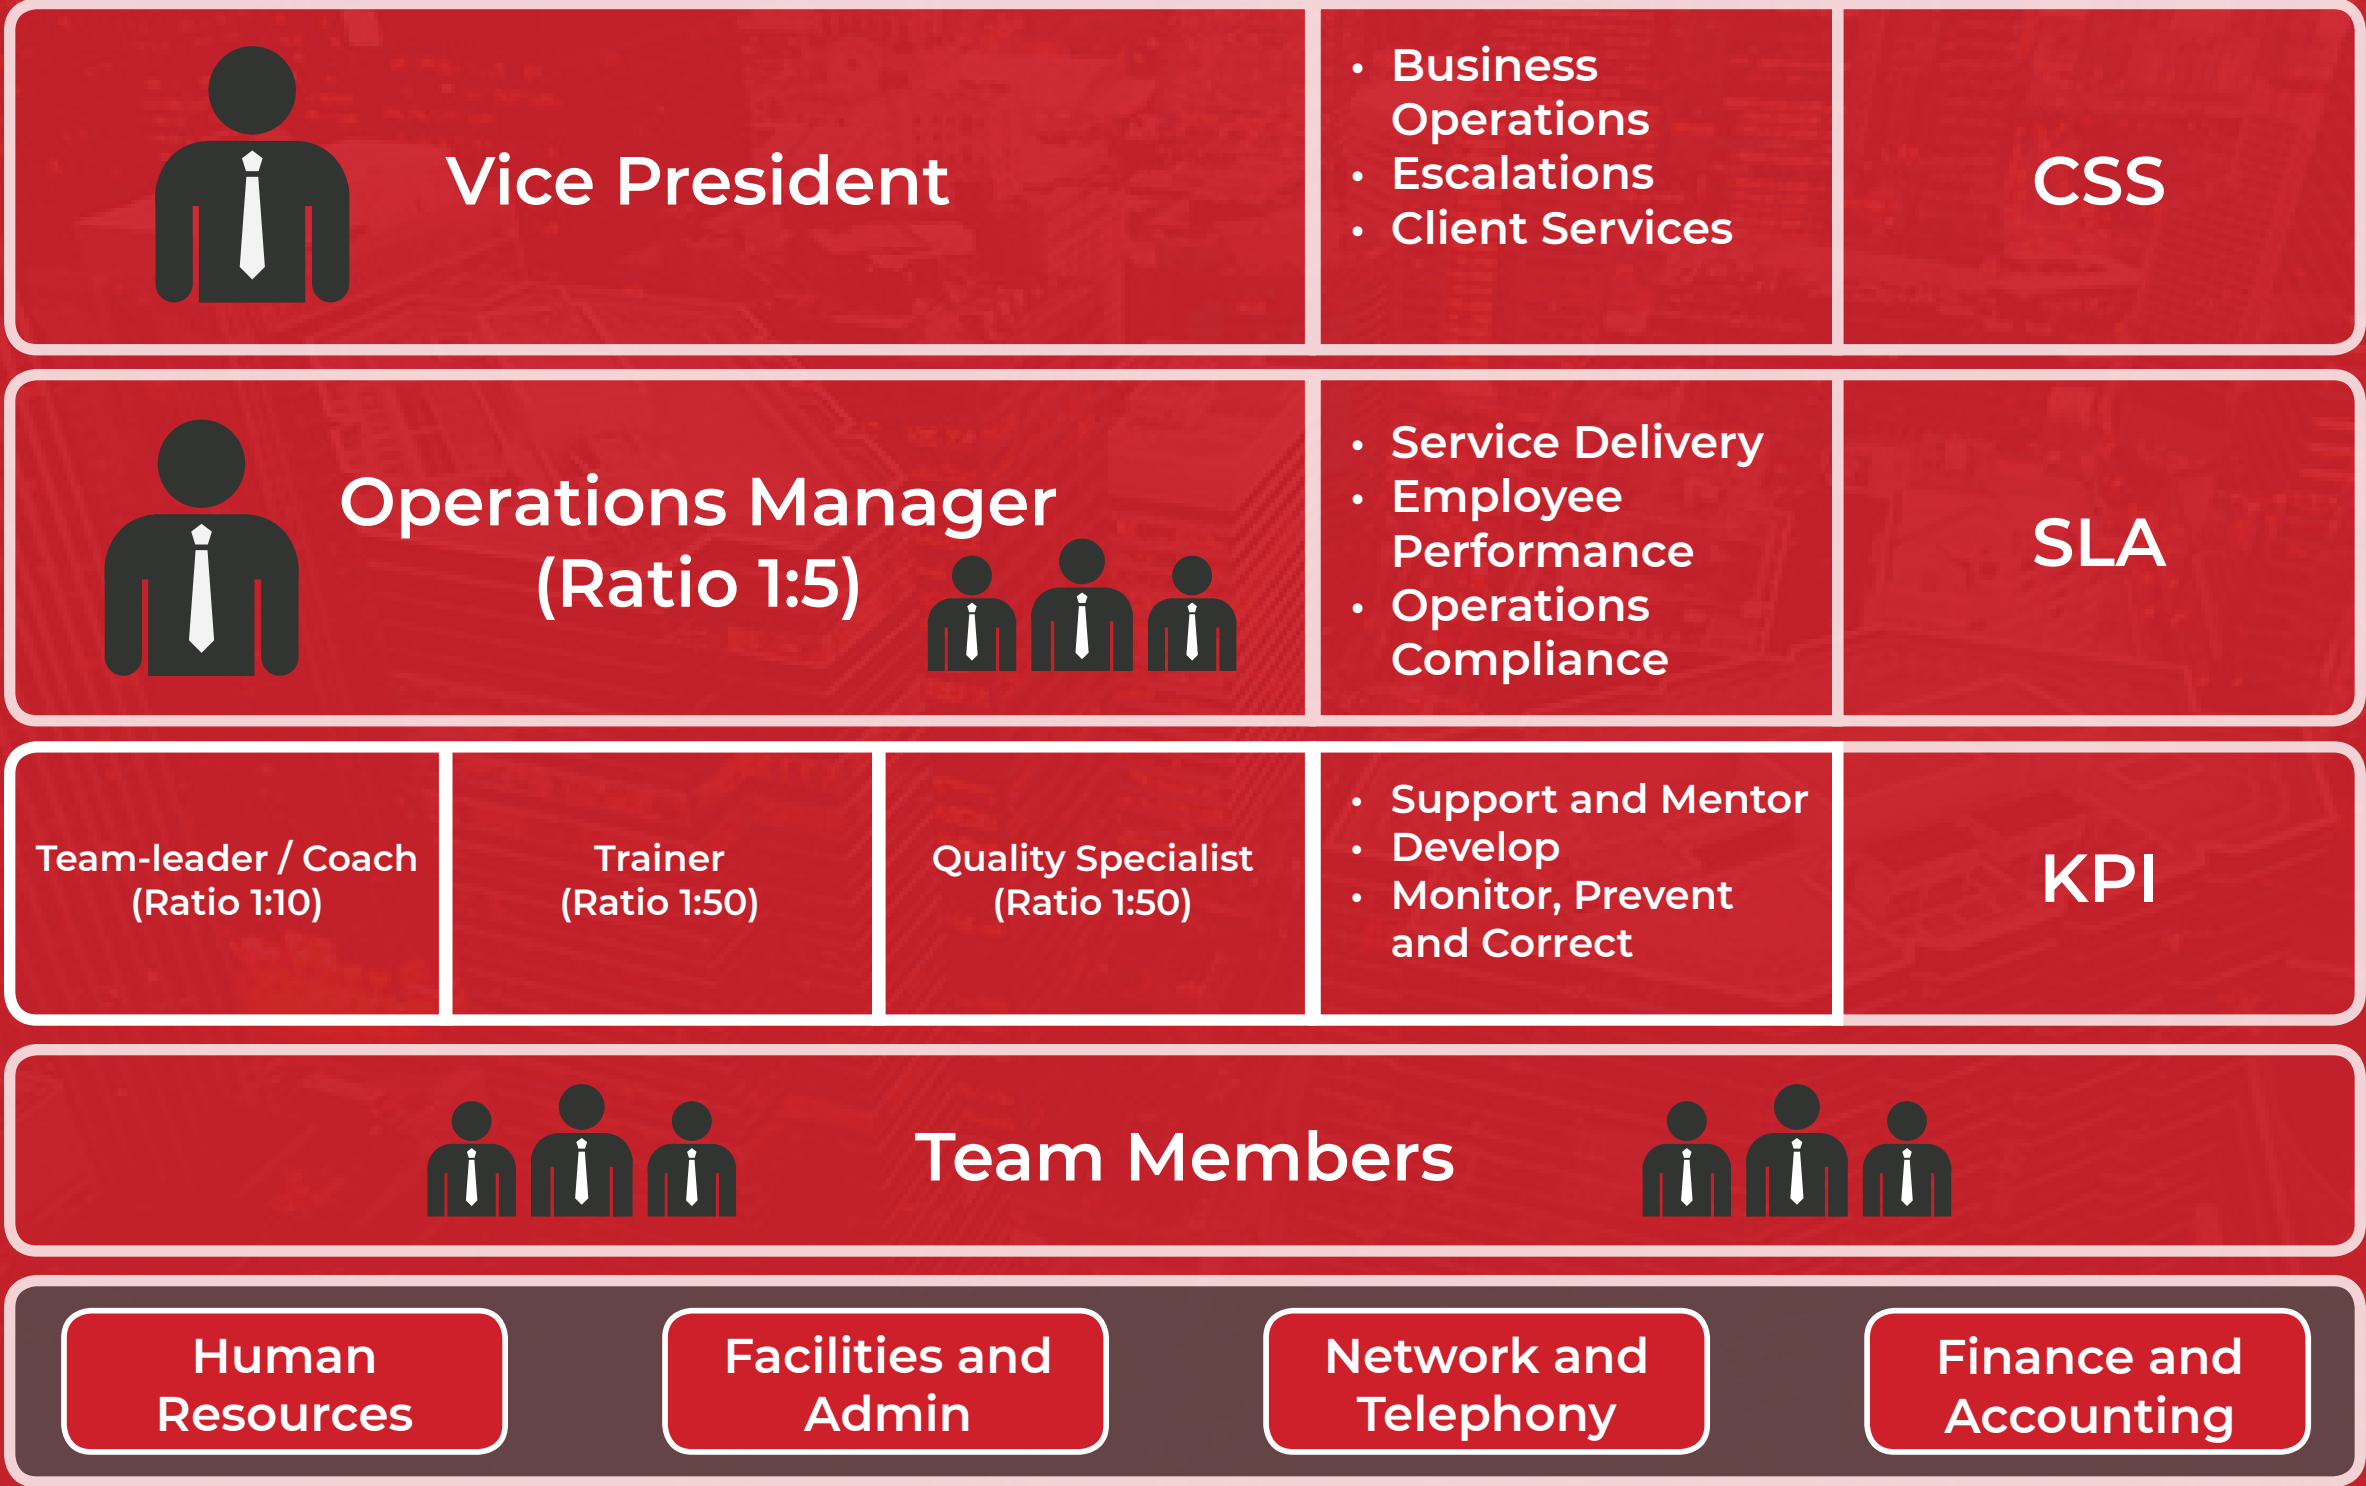 Vice President
• Business
Operations
• Escalations
• Client Services
CSS
Operations Manager
(Ratio 1:5)
• Service Delivery
• Employee
Performance
• Operations
Compliance
SLA
Team-leader / Coach
(Ratio 1:10)
Trainer
(Ratio 1:50)
Quality Specialist
(Ratio 1:50)
• Support and Mentor
• Develop
• Monitor, Prevent
and Correct
KPI
Team Members
Human
Resources
Facilities and
Admin
Network and
Telephony
Finance and
Accounting